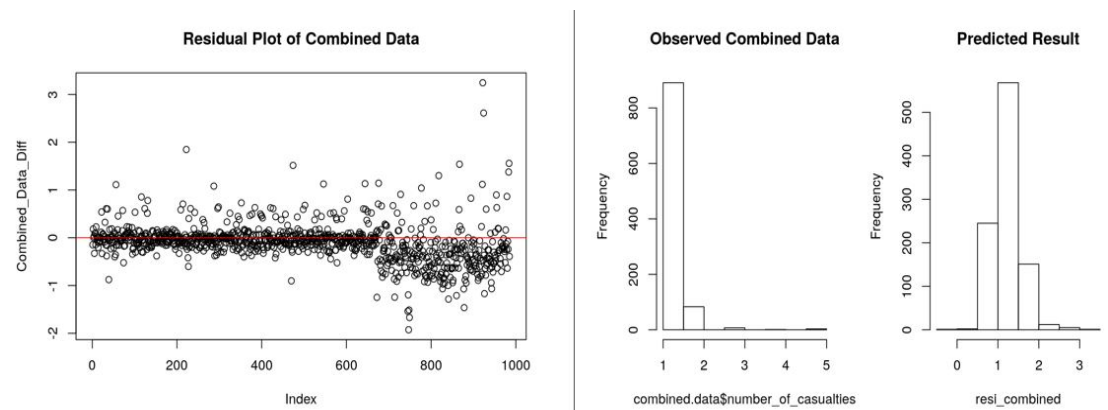 Residual Plot of Combined Data
Combined_Data_Diff
3
2
1
0
-1
-2
0 200 400 600 800 1000
Index
Observed Combined Data
Frequency
800
600
400
200
0
1 2 3 4 5
combined.data$number_of_casualties
Predicted Result
Frequency
500
400
300
200
100
0
0 1 2 3
resi_combined